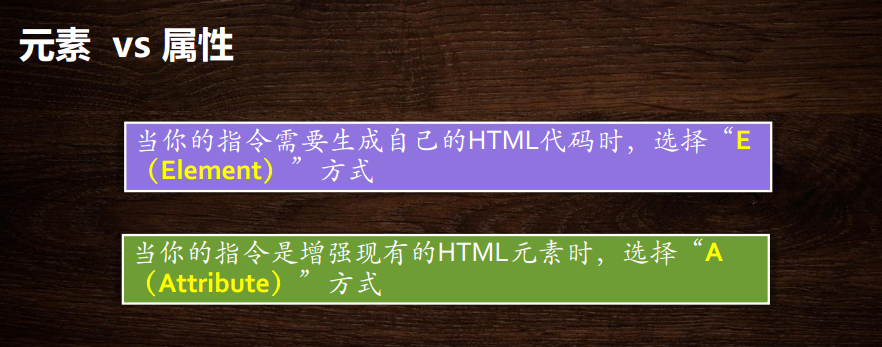 元素 vs 属性
当你的指令需要生成自己的HTML代码时，选择“E
（Element）”方式
当你的指令是增强现有的HTML元素时，选择“A
（Attribute）”方式